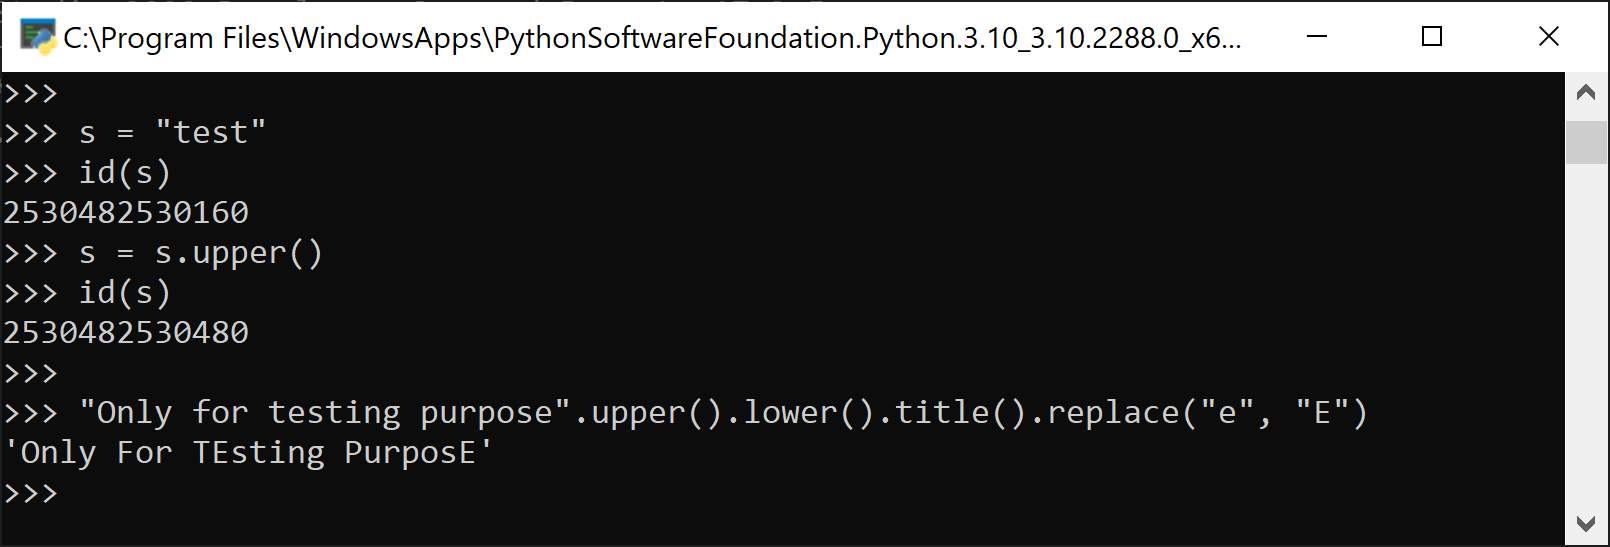 C:\Program Files\WindowsApps\PythonSoftwareFoundation.Python.3.10_3.10.2288.0_x6...
>>>
>>> s = "test"
>>> id(s)
2530482530160
>>> s = s.upper()
>>> id(s)
2530482530480
>>>
>>> "Only for testing purpose".upper().lower().title().replace("e", "E")
'Only For TEsting PurposE'
>>>